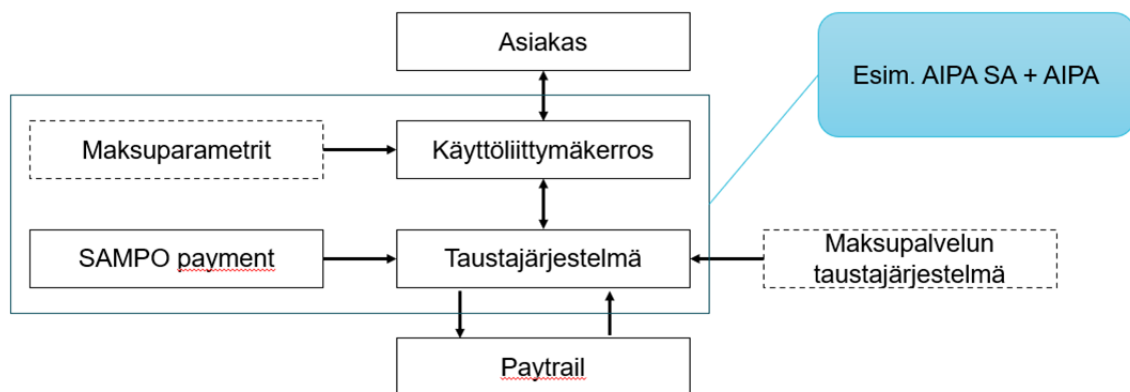 Asiakas
Esim. AIPA SA + AIPA
Maksuparametrit
Käyttöliittymäkerros
SAMPO payment
Taustajärjestelmä
Maksupalvelun
taustajärjestelmä
Paytrail